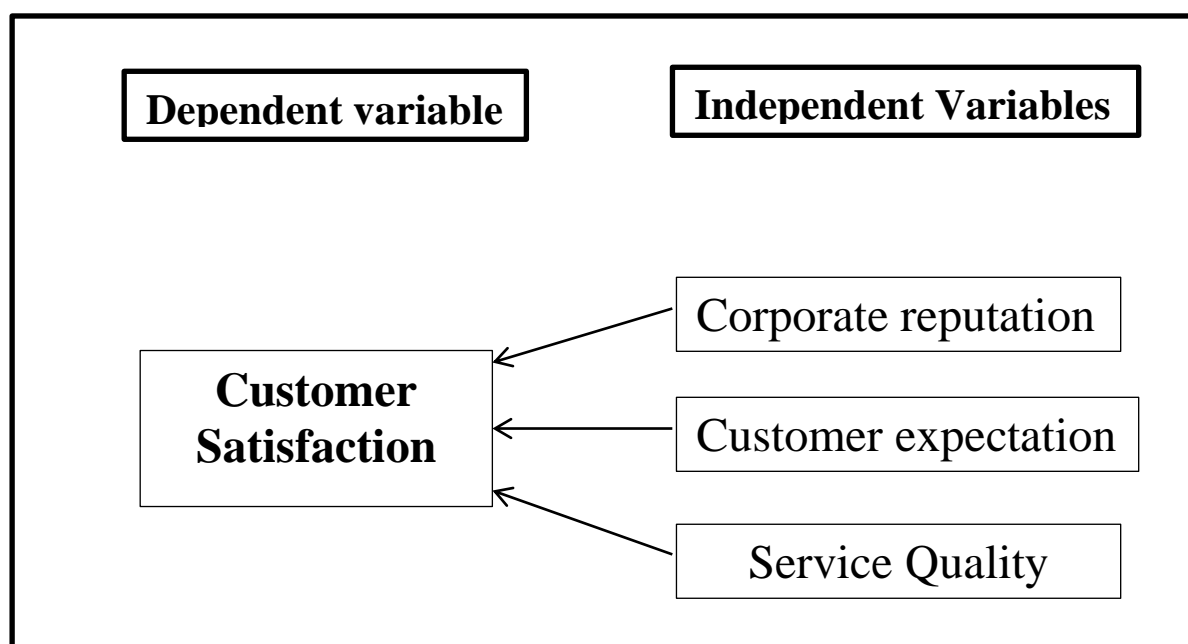 Dependent variable
Independent Variables
Corporate reputation
Customer
Satisfaction
Customer expectation
Service Quality